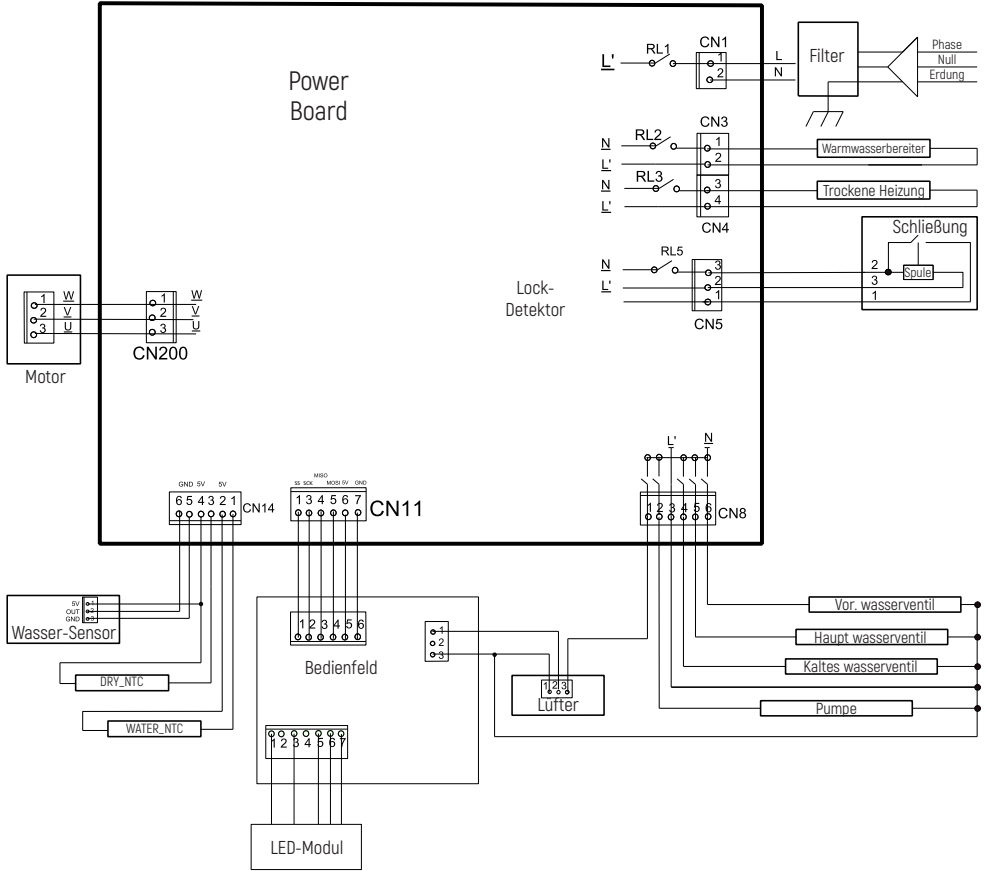 Power
Board
L' RL1 CN1
1
2
L
N
Filter
Phase
Null
Erdung
CN3
N RL2
L'
1
2
Warmwasserbereiter
N RL3
L'
3
4
Trockene Heizung
CN4
Schließung
RL5
N
L'
3
2
1
2
3
1
Spule
Lock-
Detektor
CN5
1 W
2 V
3 U
1 W
2 V
3 U
CN200
Motor
L' N
GND 5V 5V
6 5 4 3 2 1
CN14
MISO
SS SCK MOSI 5V GND
1 3 4 5 6 7
CN11
1 2 3 4 5 6
CN8
5V 1
OUT 2
GND 3
Wasser-Sensor
1 2 3 4 5 6
Bedienfeld
1
2
3
Vor. wasserventil
Haupt wasserventil
Kaltes wasserventil
DRY_NTC
1 2 3
Lüfter
Pumpe
WATER_NTC
1 2 3 4 5 6 7
LED-Modul